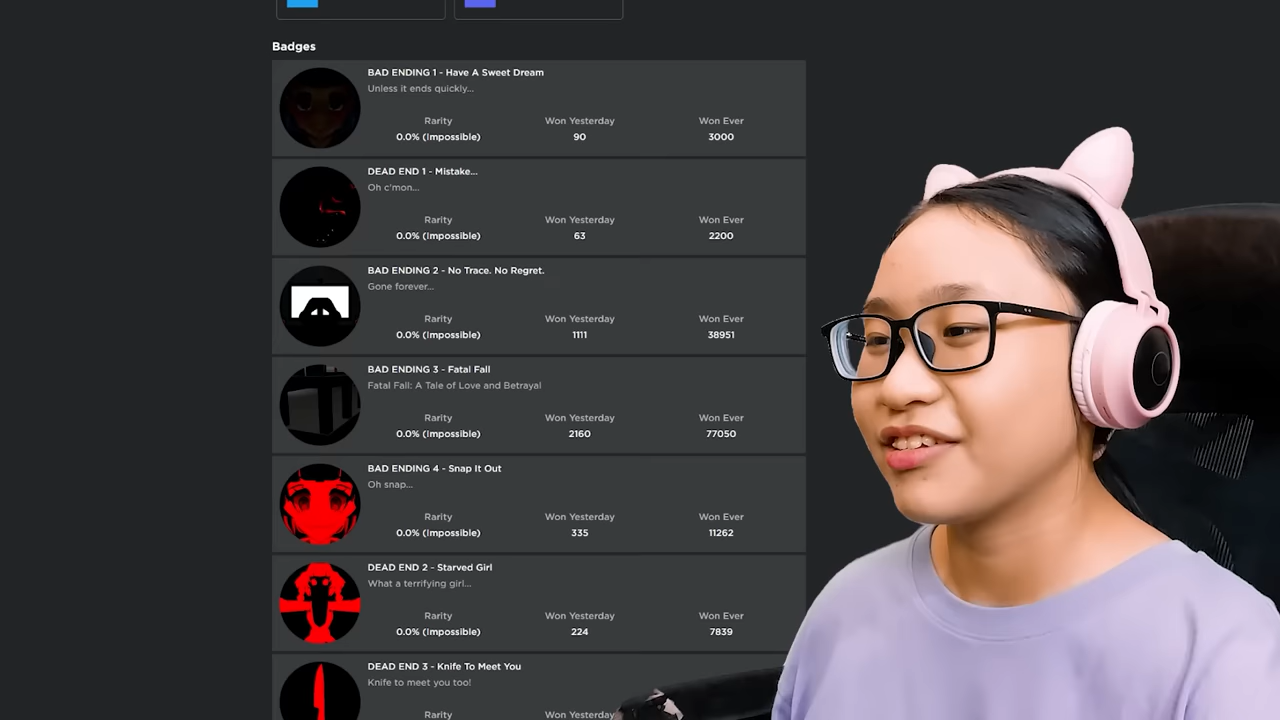 Badges
BAD ENDING 1 - Have A Sweet Dream
Unless it ends quickly...
Rarity Won Yesterday Won Ever
0.0% (Impossible) 90 3000
DEAD END 1 - Mistake...
Oh c'mon...
Rarity Won Yesterday Won Ever
0.0% (Impossible) 63 2200
BAD ENDING 2 - No Trace. No Regret.
Gone forever...
Rarity Won Yesterday Won Ever
0.0% (Impossible) 1111 38951
BAD ENDING 3 - Fatal Fall
Fatal Fall: A Tale of Love and Betrayal
Rarity Won Yesterday Won Ever
0.0% (Impossible) 2160 77050
BAD ENDING 4 - Snap It Out
Oh snap...
Rarity Won Yesterday Won Ever
0.0% (Impossible) 335 11262
DEAD END 2 - Starved Girl
What a terrifying girl...
Rarity Won Yesterday Won Ever
0.0% (Impossible) 224 7839
DEAD END 3 - Knife To Meet You
Knife to meet you too!
Rarity Won Yesterday